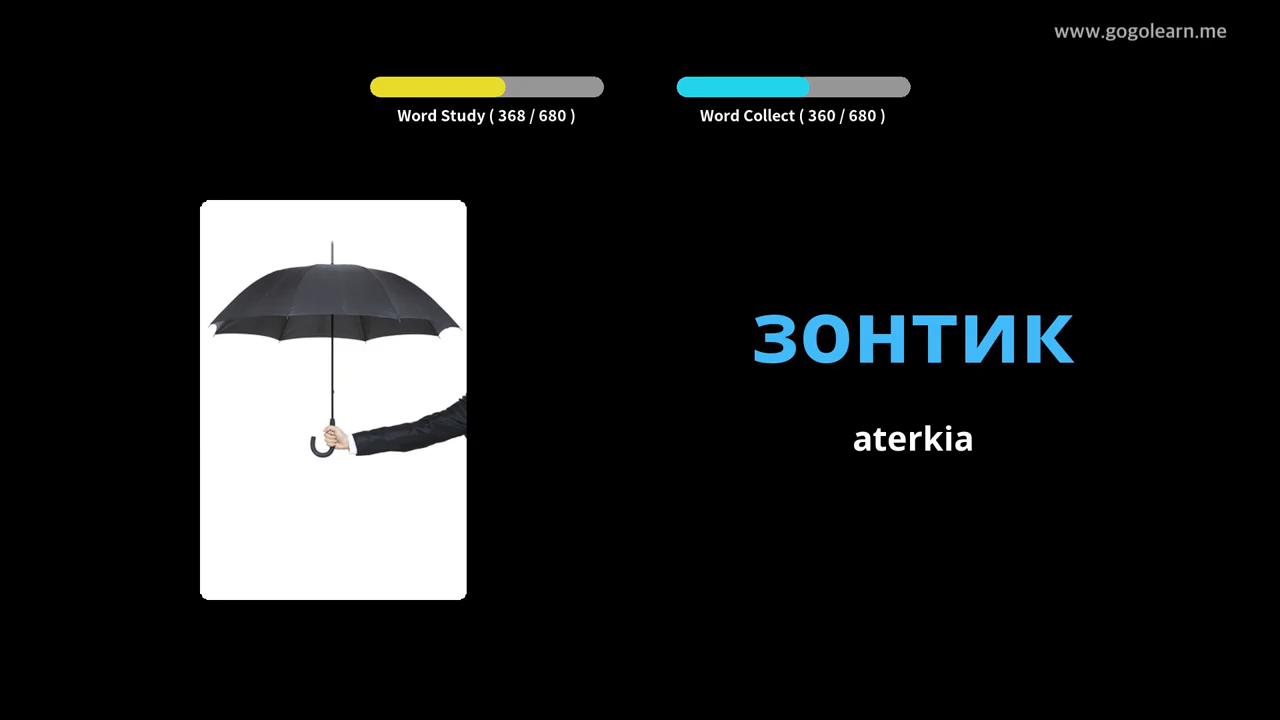 www.gogolearn.me
Word Study ( 368 / 680 )
Word Collect ( 360 / 680 )
зонтик
aterkia